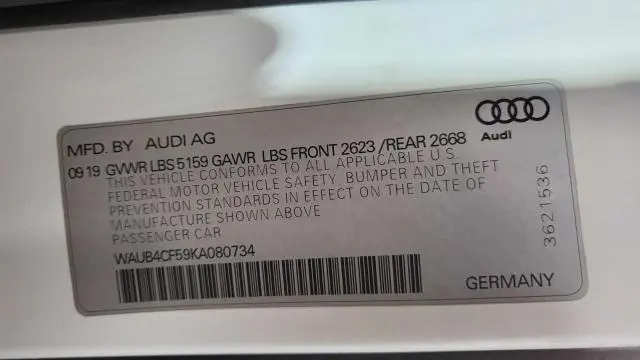 MFD. BY AUDI AG
09 19 GVWR LBS 5159 GAWR LBS FRONT 2623 /REAR 2668
THIS VEHICLE CONFORMS TO ALL APPLICABLE U S
FEDERAL MOTOR VEHICLE SAFETY, BUMPER AND THEFT
PREVENTION STANDARDS IN EFFECT ON THE DATE OF
MANUFACTURE SHOWN ABOVE
PASSENGER CAR
WAUB4CF59KA080734
Audi
3621536
GERMANY